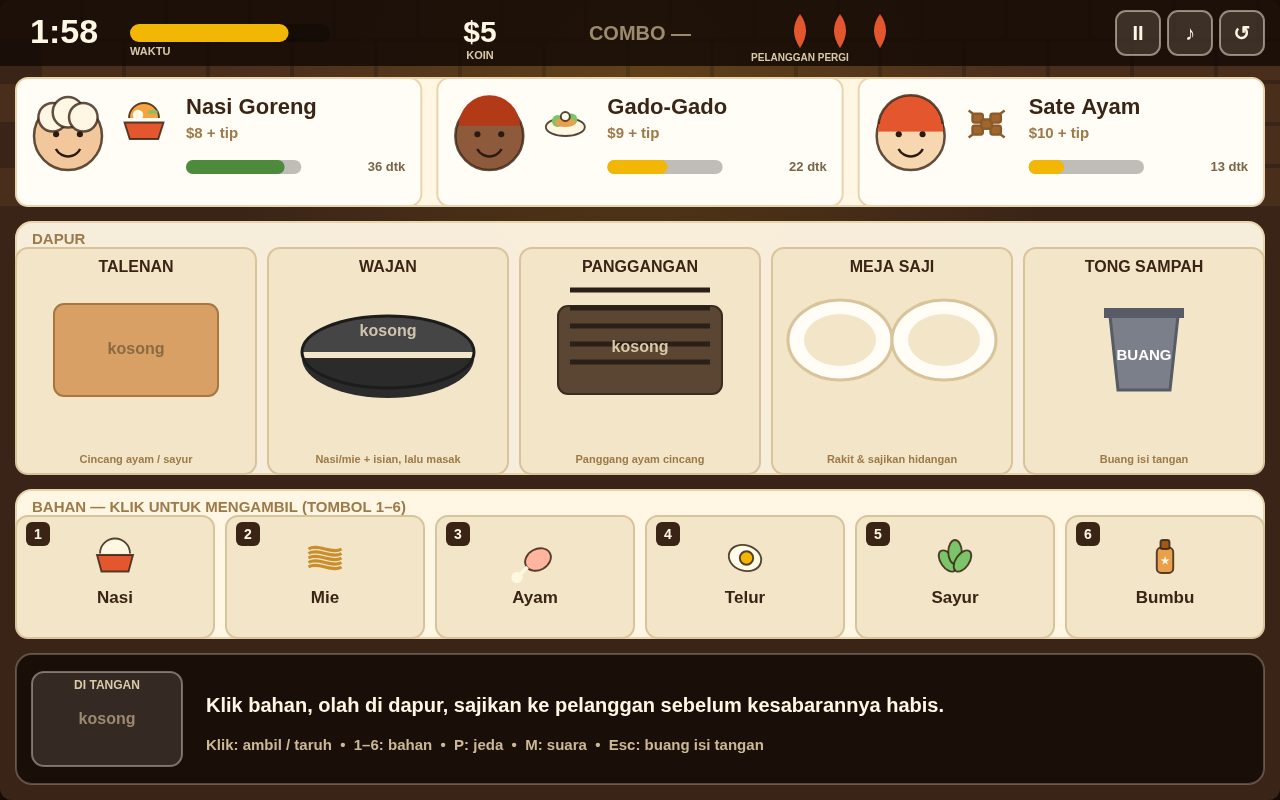 1:58
WAKTU
$5
KOIN
COMBO —
PELANGGAN PERGI
Nasi Goreng
$8 + tip
36 dtk
Gado-Gado
$9 + tip
22 dtk
Sate Ayam
$10 + tip
13 dtk
DAPUR
TALENAN
kosong
Cincang ayam / sayur
WAJAN
kosong
Nasi/mie + isian, lalu masak
PANGGANGAN
kosong
Panggang ayam cincang
MEJA SAJI
Rakit & sajikan hidangan
TONG SAMPAH
BUANG
Buang isi tangan
BAHAN — KLIK UNTUK MENGAMBIL (TOMBOL 1–6)
1
Nasi
2
Mie
3
Ayam
4
Telur
5
Sayur
6
Bumbu
DI TANGAN
kosong
Klik bahan, olah di dapur, sajikan ke pelanggan sebelum kesabarannya habis.
Klik: ambil / taruh • 1–6: bahan • P: jeda • M: suara • Esc: buang isi tangan